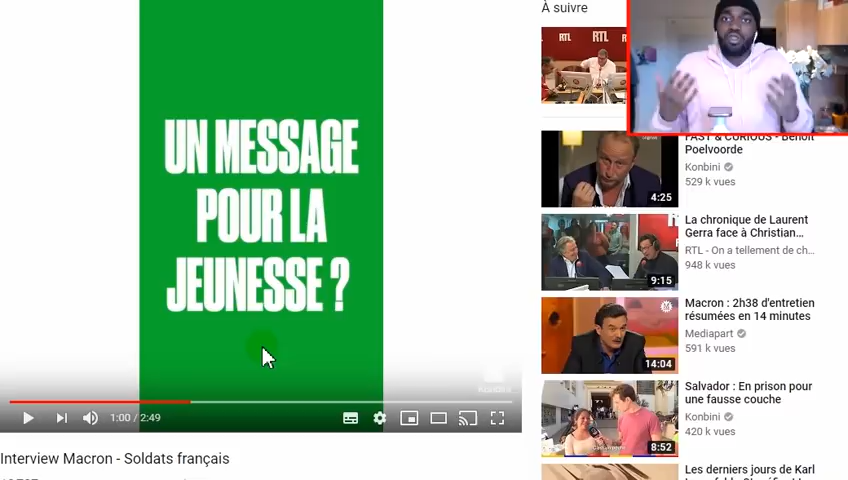 UN MESSAGE
POUR LA
JEUNESSE ?
1:00 / 2:49
Interview Macron - Soldats français
À suivre
RTL
RTL
FAST & CURIOUS - Benoît
Poelvoorde
Konbini
529 k vues
4:25
La chronique de Laurent
Gerra face à Christian...
RTL - On a tellement de ch...
948 k vues
9:15
Macron : 2h38 d'entretien
résumées en 14 minutes
Mediapart
591 k vues
14:04
Salvador : En prison pour
une fausse couche
Konbini
420 k vues
8:52
Les derniers jours de Karl